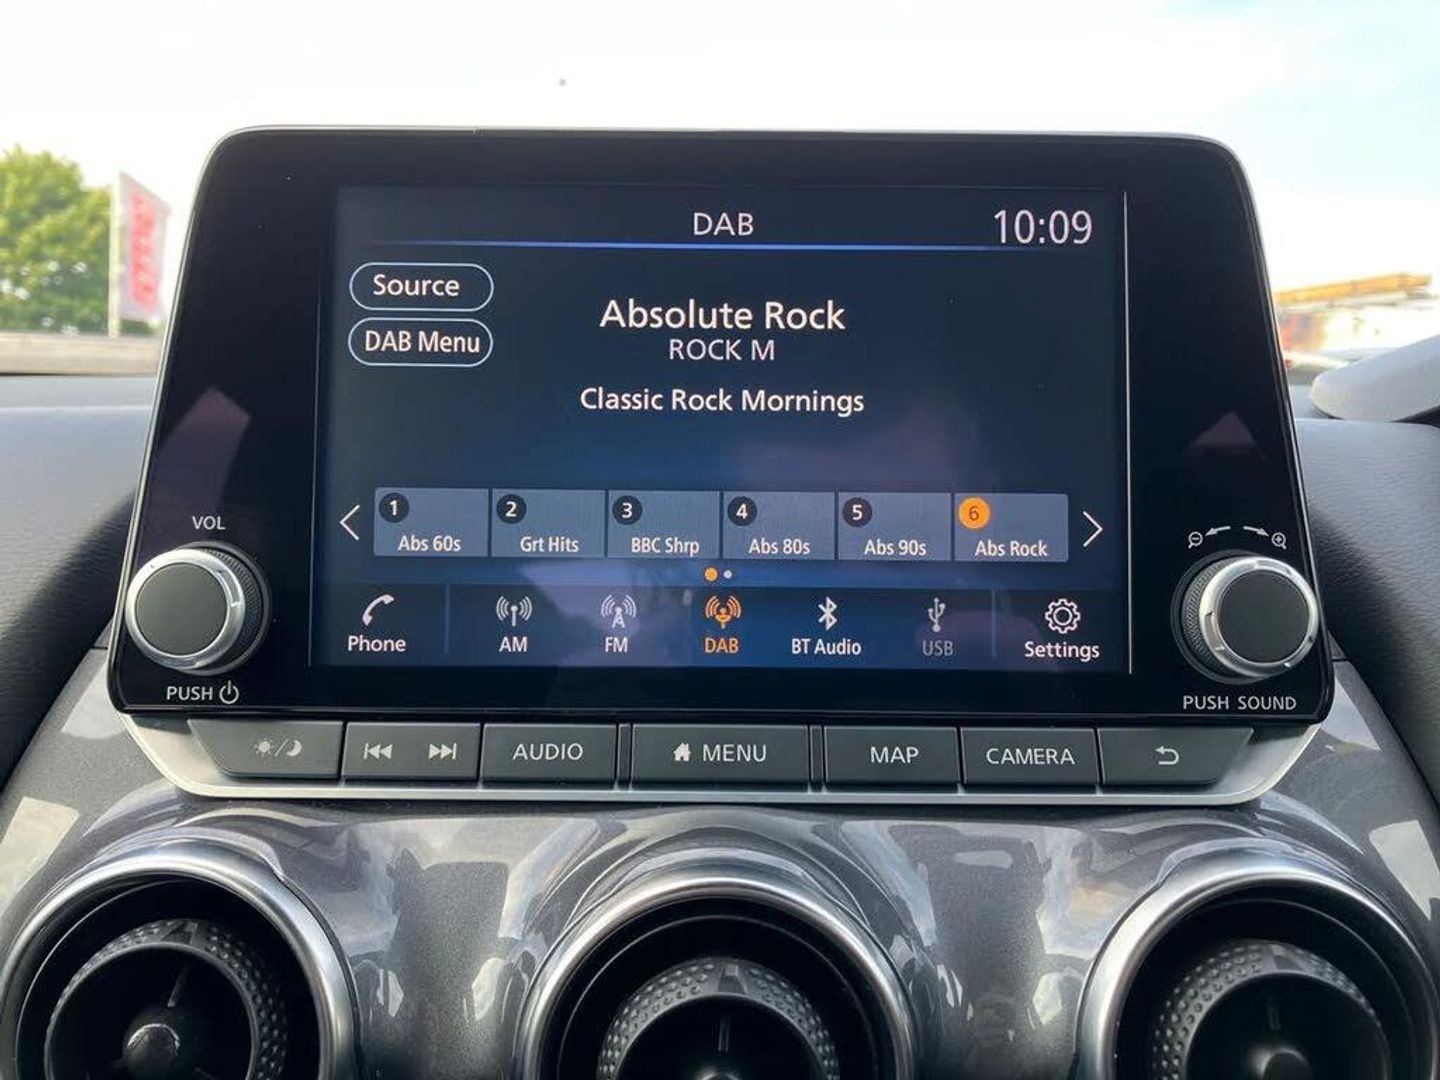 DAB
10:09
Source
DAB Menu
Absolute Rock
ROCK M
Classic Rock Mornings
1
Abs 60s
2
Grt Hits
3
BBC Shrp
4
Abs 80s
5
Abs 90s
6
Abs Rock
Phone
AM
FM
DAB
BT Audio
USB
Settings
VOL
PUSH
PUSH SOUND
AUDIO
MENU
MAP
CAMERA